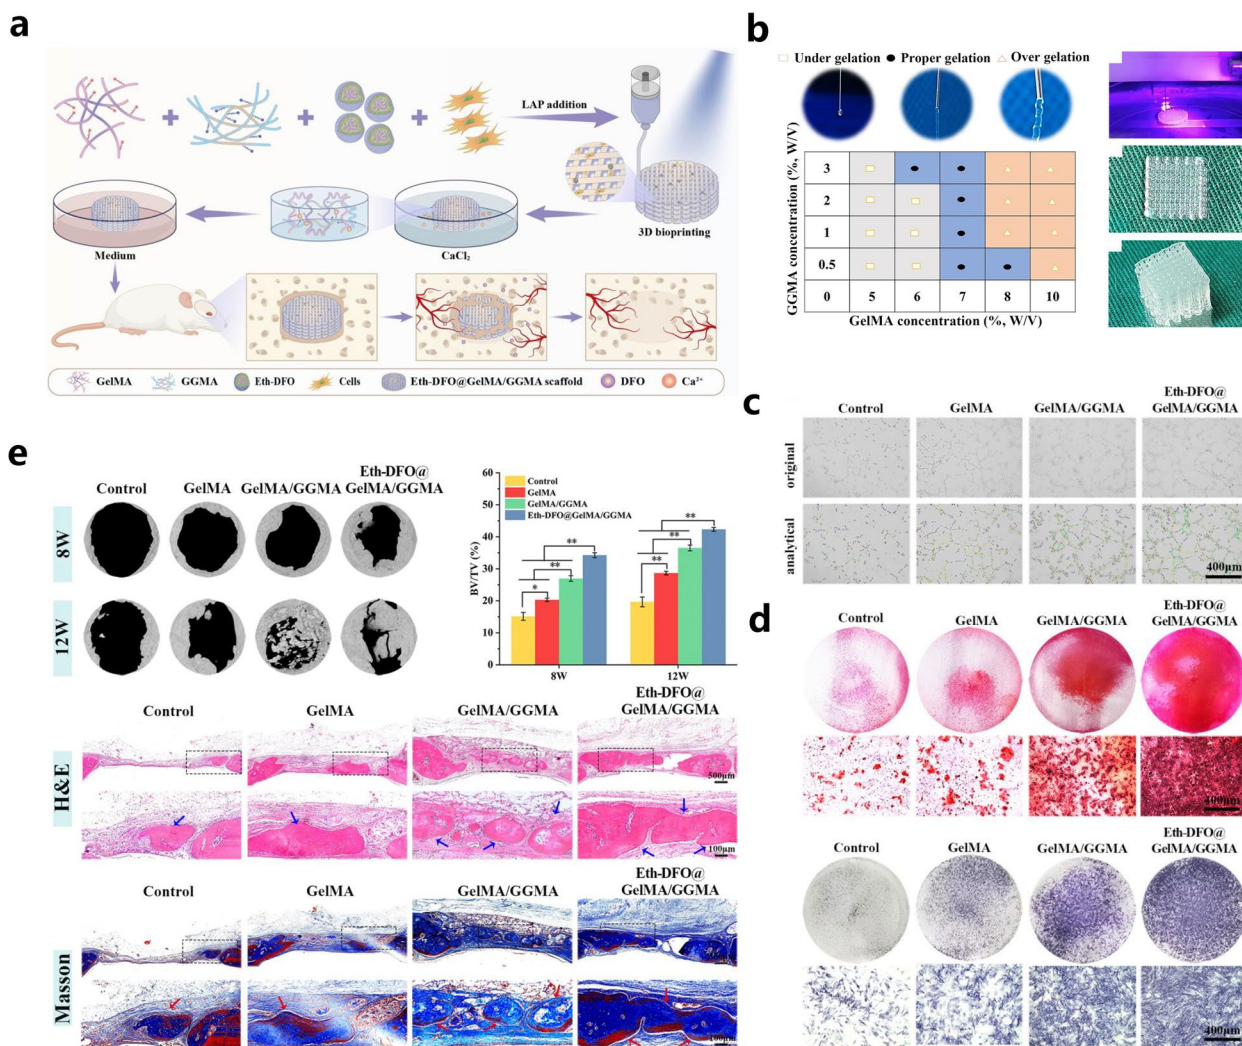 a
LAP addition
3D bioprinting
Medium
CaCl₂
GelMA
GGMA
Eth-DFO
Cells
Eth-DFO@GelMA/GGMA scaffold
DFO
Ca²⁺
b
Under gelation
Proper gelation
Over gelation
GGMA concentration (%, W/V)
3
2
1
0.5
0 5 6 7 8 10
GelMA concentration (%, W/V)
c
Control
GelMA
GelMA/GGMA
Eth-DFO@
GelMA/GGMA
original
analytical
400μm
d
Control
GelMA
GelMA/GGMA
Eth-DFO@
GelMA/GGMA
400μm
Control
GelMA
GelMA/GGMA
Eth-DFO@
GelMA/GGMA
400μm
e
Control
GelMA
GelMA/GGMA
Eth-DFO@
GelMA/GGMA
8W
12W
BV/TV (%)
60
50
40
30
20
10
0
Control
GelMA
GelMA/GGMA
Eth-DFO@GelMA/GGMA
**
**
*
**
**
**
8W
12W
Control
GelMA
GelMA/GGMA
Eth-DFO@
GelMA/GGMA
H&E
500μm
100μm
Control
GelMA
GelMA/GGMA
Eth-DFO@
GelMA/GGMA
Masson
100μm